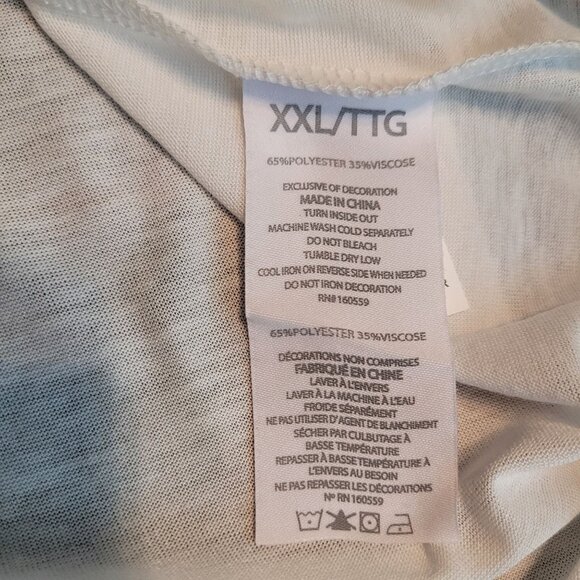 XXL/TTG
65%POLYESTER 35%VISCOSE
EXCLUSIVE OF DECORATION
MADE IN CHINA
TURN INSIDE OUT
MACHINE WASH COLD SEPARATELY
DO NOT BLEACH
TUMBLE DRY LOW
COOL IRON ON REVERSE SIDE WHEN NEEDED
DO NOT IRON DECORATION
RN# 160559
65%POLYESTER 35%VISCOSE
DÉCORATIONS NON COMPRISES
FABRIQUÉ EN CHINE
LAVER À L'ENVERS
LAVER À LA MACHINE À L'EAU
FROIDE SÉPARÉMENT
NE PAS UTILISER D'AGENT DE BLANCHIMENT
SÉCHER PAR CULBUTAGE À
BASSE TEMPÉRATURE
REPASSER À BASSE TEMPÉRATURE À
L'ENVERS AU BESOIN
NE PAS REPASSER LES DÉCORATIONS
Nº RN 160559